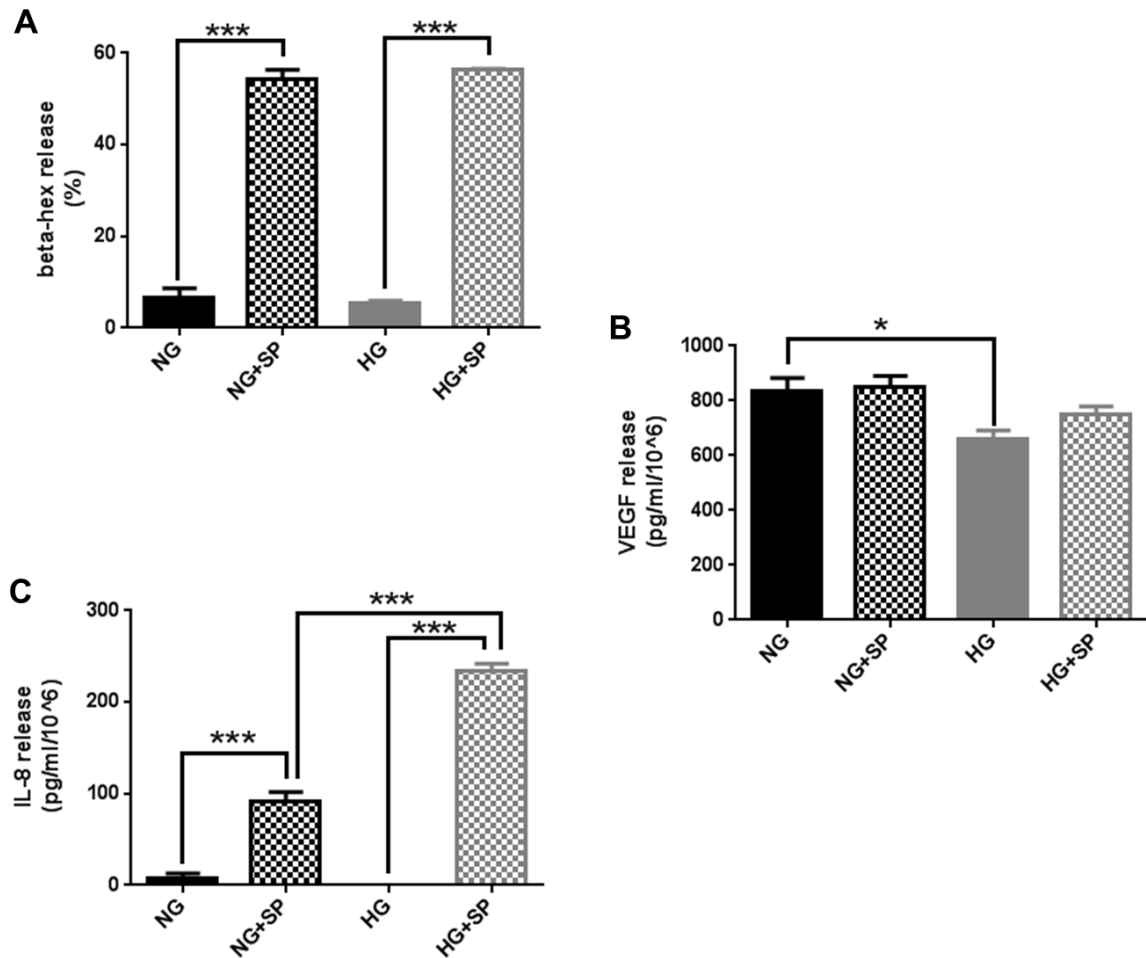 A
***
***
60
40
20
0
beta-hex release
(%)
NG
NG+SP
HG
HG+SP
B
*
1000
800
600
400
200
0
VEGF release
(pg/ml/10^6)
NG
NG+SP
HG
HG+SP
C
***
***
***
300
200
100
0
IL-8 release
(pg/ml/10^6)
NG
NG+SP
HG
HG+SP